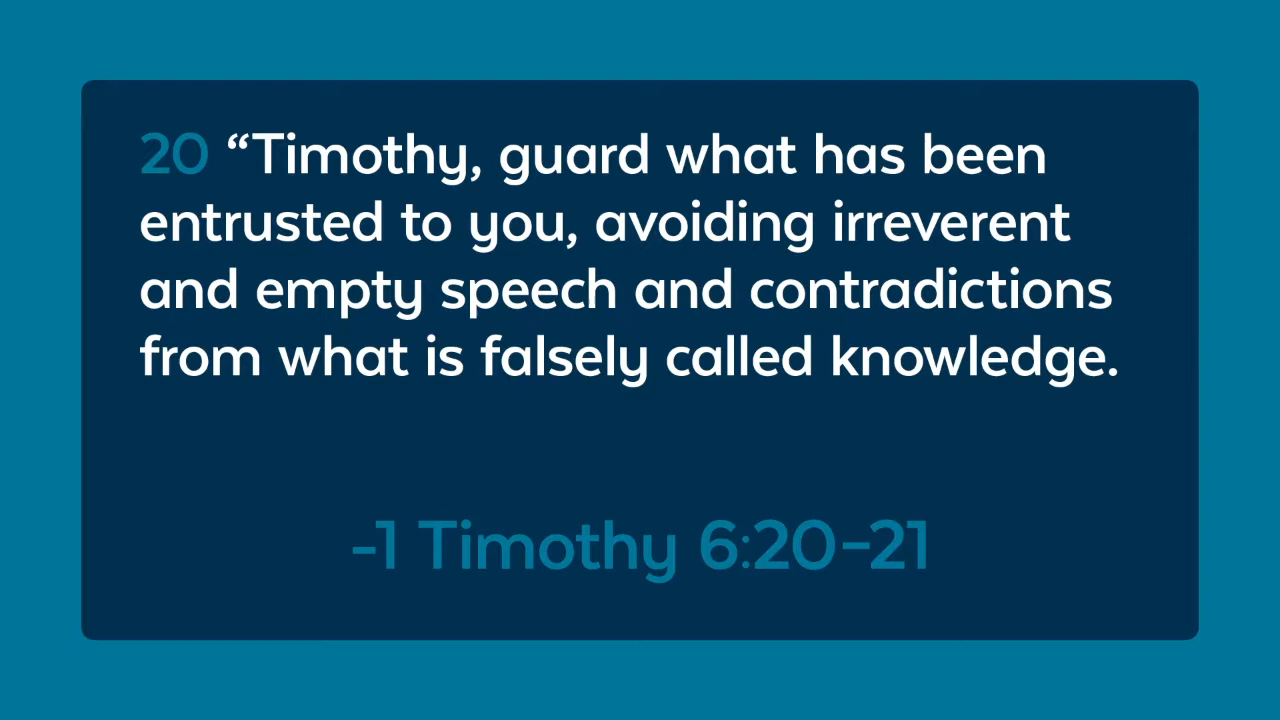 20 “Timothy, guard what has been
entrusted to you, avoiding irreverent
and empty speech and contradictions
from what is falsely called knowledge.
-1 Timothy 6:20–21